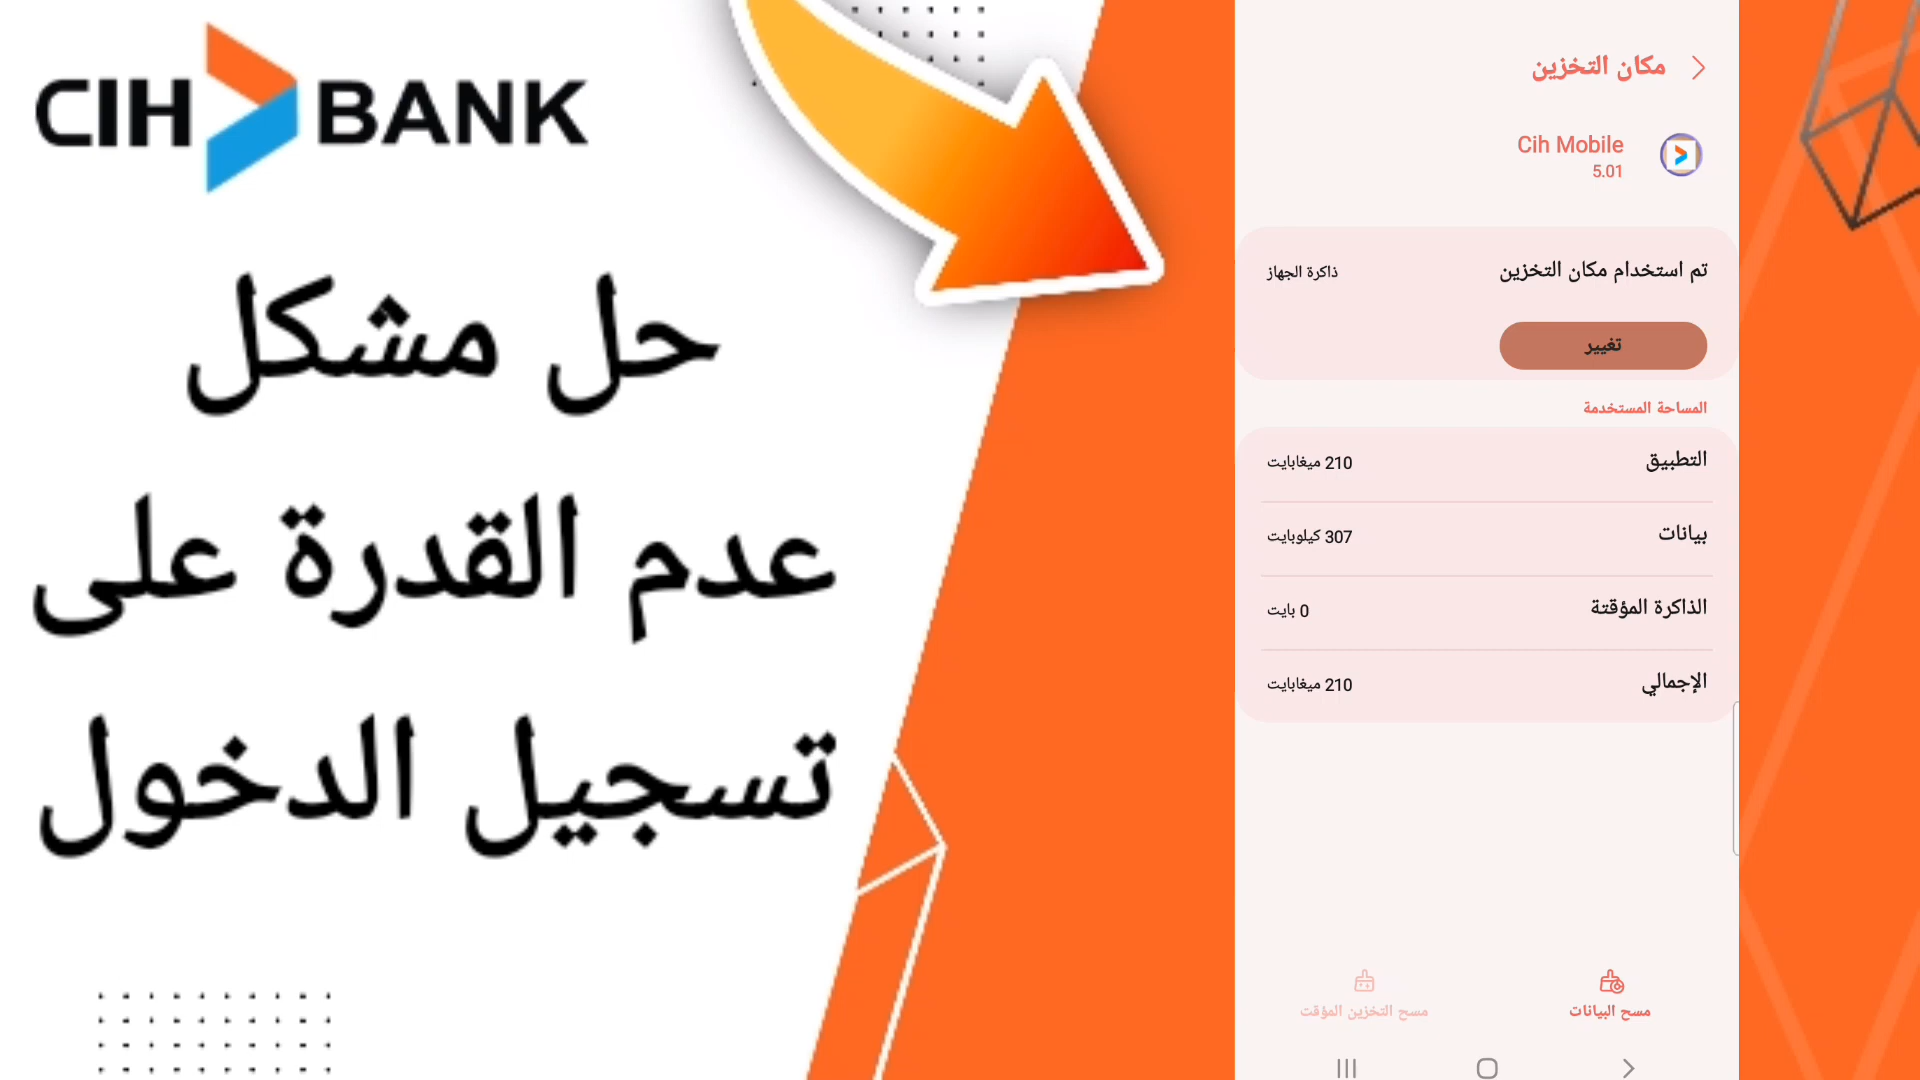 CIH BANK
حل مشكل
عدم القدرة على
تسجيل الدخول
مكان التخزين
Cih Mobile
5.01
تم استخدام مكان التخزين
ذاكرة الجهاز
تغيير
المساحة المستخدمة
التطبيق
210 ميغابايت
بيانات
307 كيلوبايت
الذاكرة المؤقتة
0 بايت
الإجمالي
210 ميغابايت
مسح البيانات
مسح التخزين المؤقت